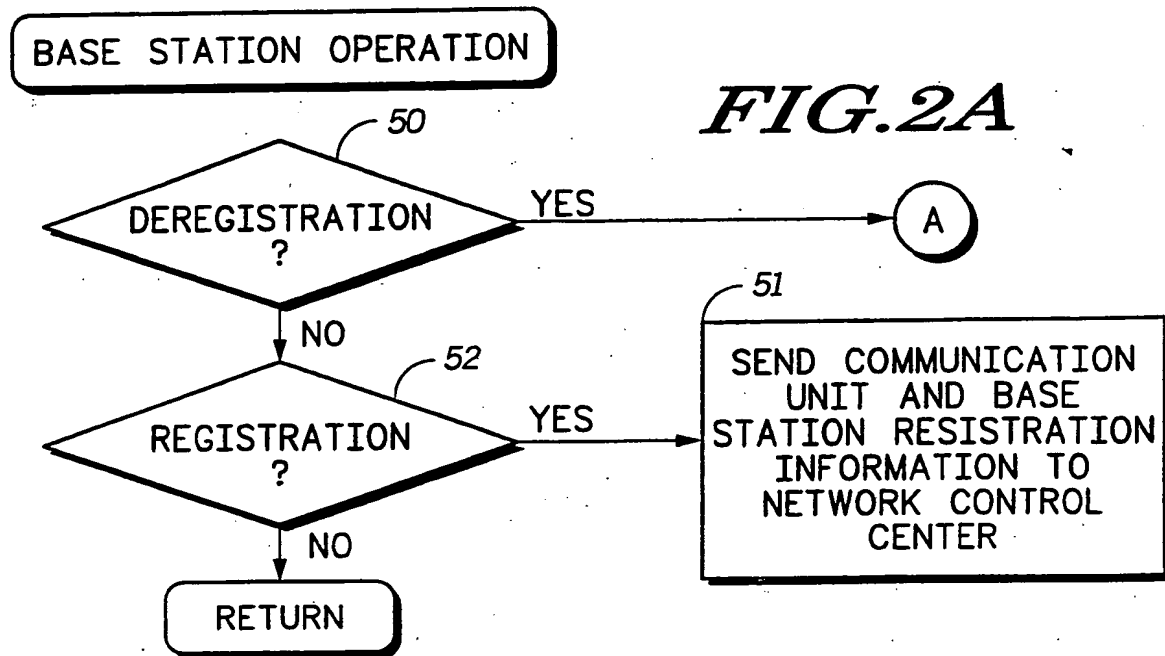 BASE STATION OPERATION
FIG.2A
50
DEREGISTRATION
?
YES
A
NO
51
52
REGISTRATION
?
YES
SEND COMMUNICATION
UNIT AND BASE
STATION RESISTRATION
INFORMATION TO
NETWORK CONTROL
CENTER
NO
RETURN